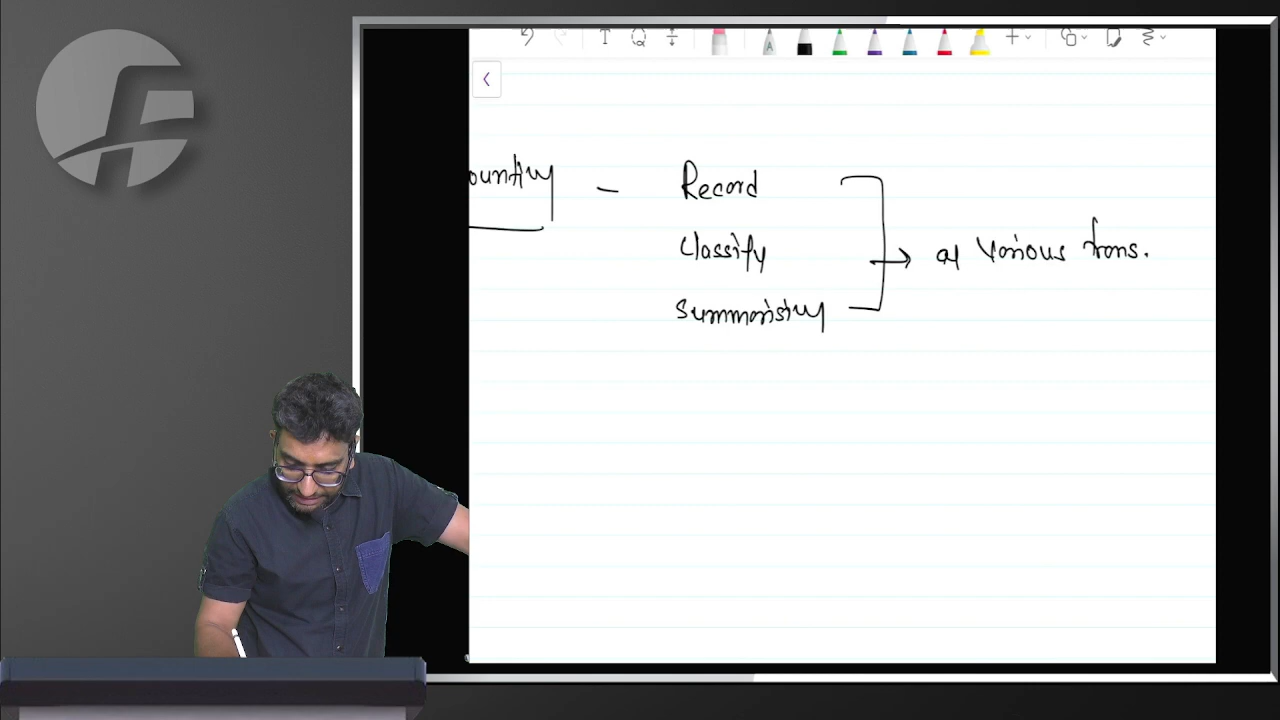 ounting – Record
Classify
Summarising
→ of various trans.